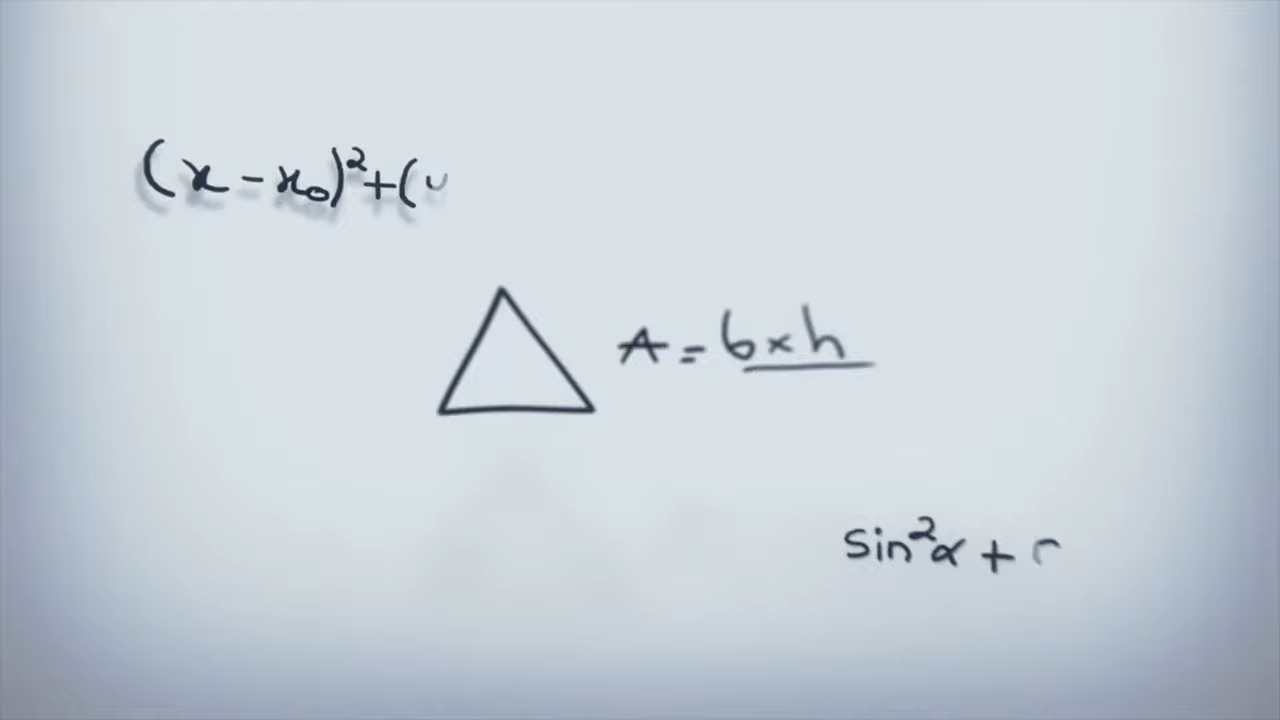 (x - x₀)² + (
A = b × h
sin²α +